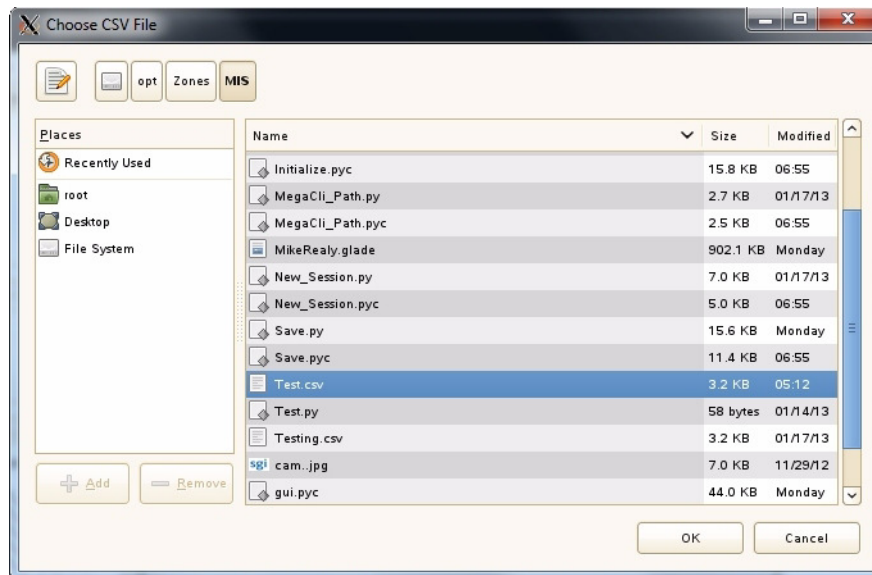 Choose CSV File
opt Zones MIS
Places
Recently Used
root
Desktop
File System
Add Remove
Name Size Modified
Initialize.pyc 15.8 KB 06:55
MegaCli_Path.py 2.7 KB 01/17/13
MegaCli_Path.pyc 2.5 KB 06:55
MikeRealy.glade 902.1 KB Monday
New_Session.py 7.0 KB 01/17/13
New_Session.pyc 5.0 KB 06:55
Save.py 15.6 KB Monday
Save.pyc 11.4 KB 06:55
Test.csv 3.2 KB 05:12
Test.py 58 bytes 01/14/13
Testing.csv 3.2 KB 01/17/13
sgi cam..jpg 7.0 KB 11/29/12
gui.pyc 44.0 KB Monday
OK Cancel